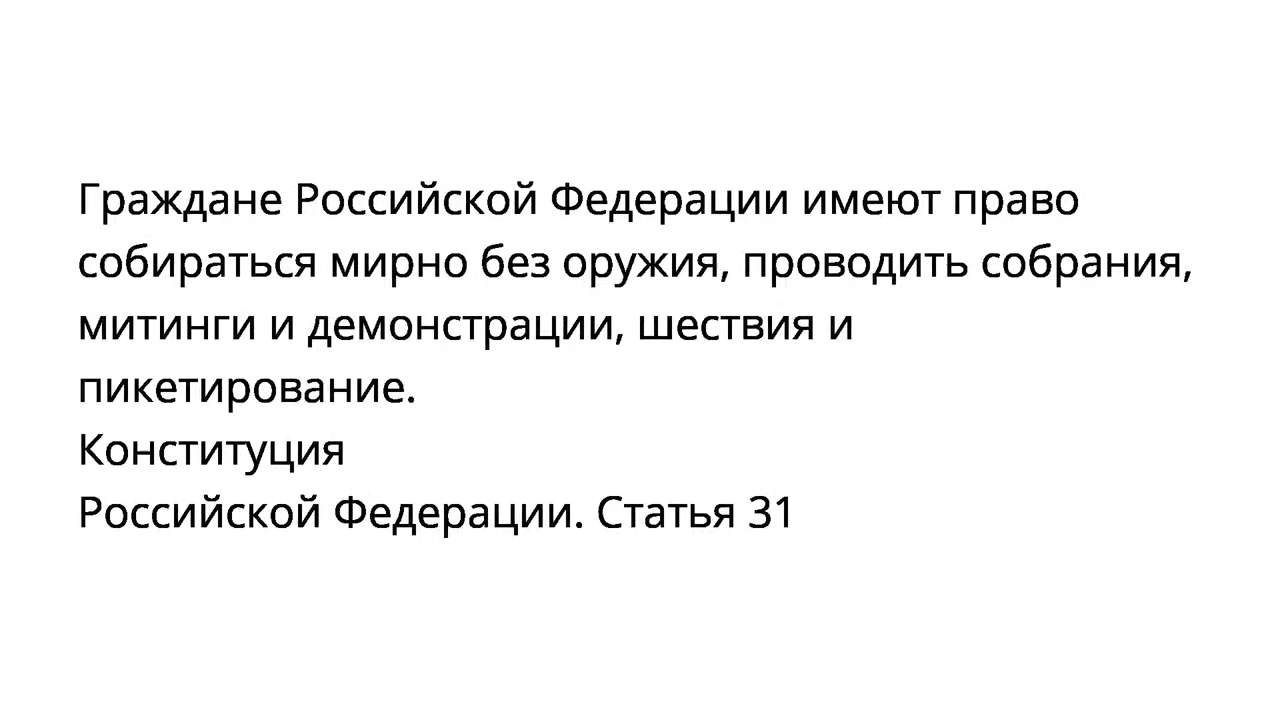 Граждане Российской Федерации имеют право
собираться мирно без оружия, проводить собрания,
митинги и демонстрации, шествия и
пикетирование.
Конституция
Российской Федерации. Статья 31